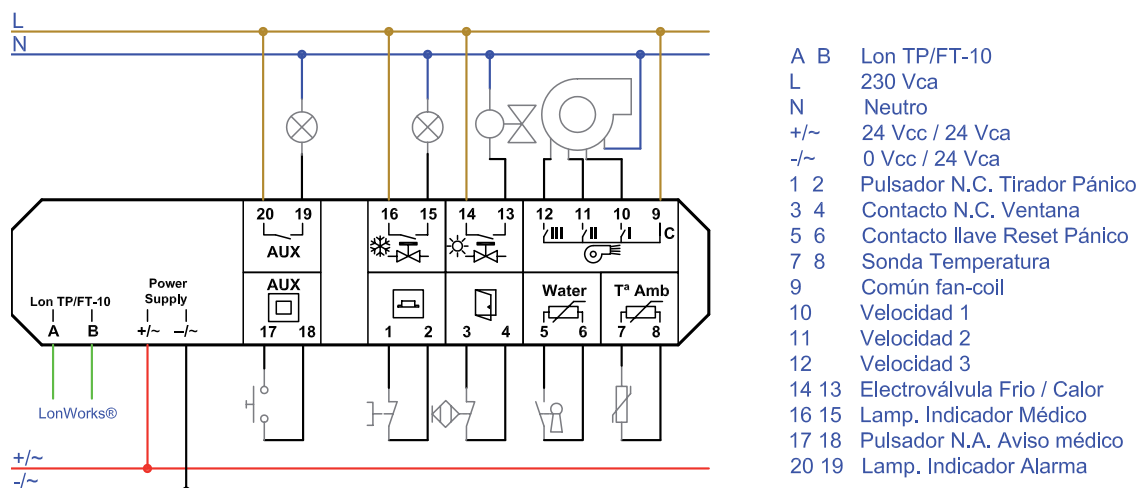 L
N
20 19
AUX
16 15
14 13
12 11 10 9
III II I C
Lon TP/FT-10
A B
Power
Supply
+/~ –/~
AUX
17 18
1 2
3 4
Water
5 6
Tª Amb
7 8
LonWorks®
+/~
-/~
A B Lon TP/FT-10
L 230 Vca
N Neutro
+/~ 24 Vcc / 24 Vca
-/~ 0 Vcc / 24 Vca
1 2 Pulsador N.C. Tirador Pánico
3 4 Contacto N.C. Ventana
5 6 Contacto llave Reset Pánico
7 8 Sonda Temperatura
9 Común fan-coil
10 Velocidad 1
11 Velocidad 2
12 Velocidad 3
14 13 Electroválvula Frio / Calor
16 15 Lamp. Indicador Médico
17 18 Pulsador N.A. Aviso médico
20 19 Lamp. Indicador Alarma